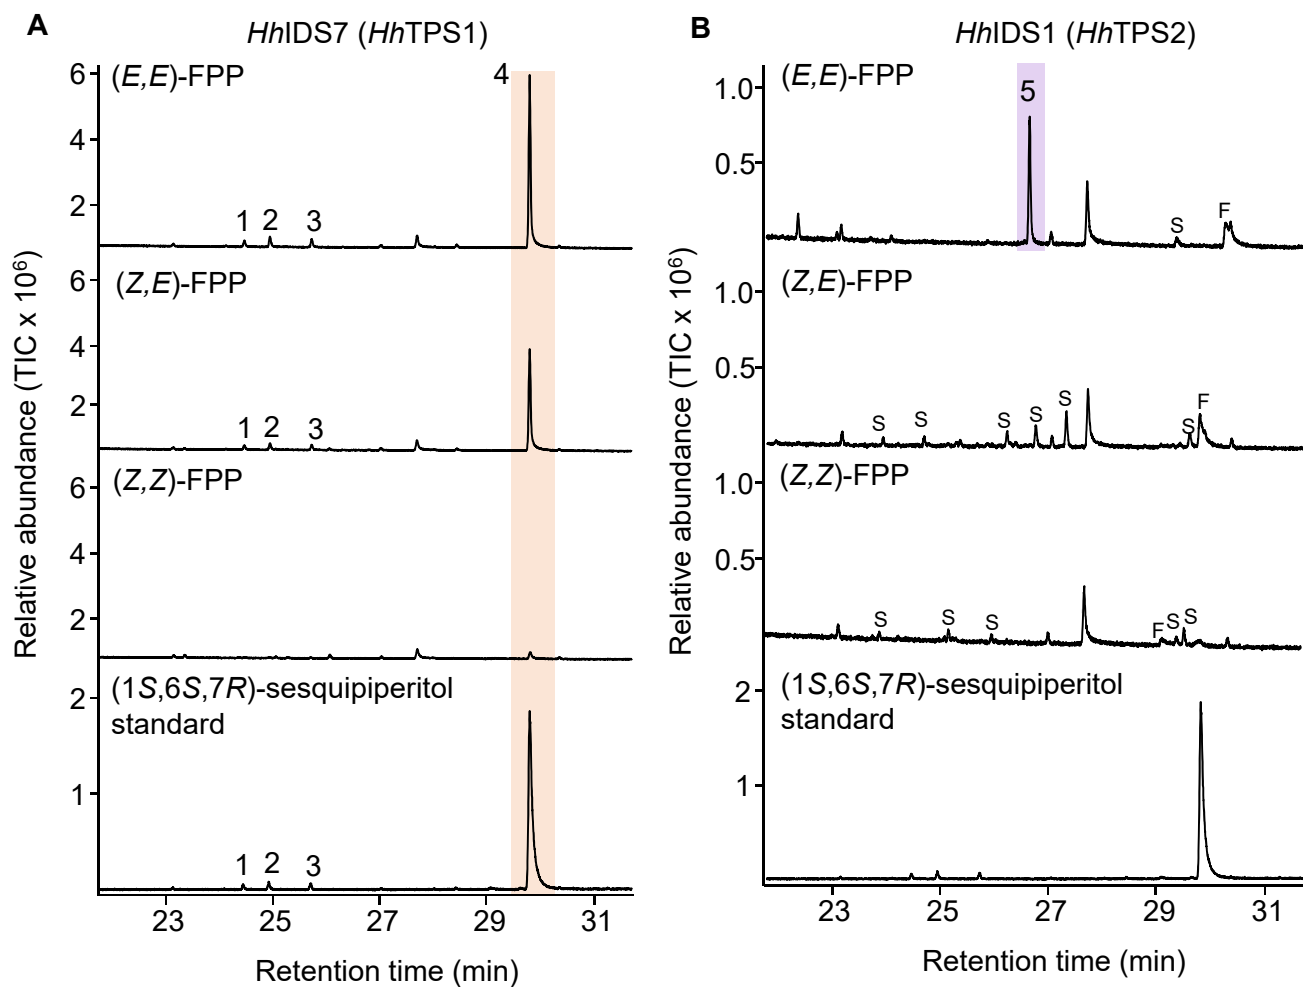 A
HhIDS7 (HhTPS1)
(E,E)-FPP
4
6
4
2
1 2 3
(Z,E)-FPP
6
4
2
1 2 3
(Z,Z)-FPP
6
4
2
(1S,6S,7R)-sesquipiperitol
standard
2
1
1 2 3
23 25 27 29 31
Retention time (min)
Relative abundance (TIC x 10⁶)
B
HhIDS1 (HhTPS2)
(E,E)-FPP
5
1.0
0.5
S F
(Z,E)-FPP
1.0
0.5
S S S S S S F
(Z,Z)-FPP
1.0
0.5
S S S F S S
(1S,6S,7R)-sesquipiperitol
standard
2
1
23 25 27 29 31
Retention time (min)
Relative abundance (TIC x 10⁶)